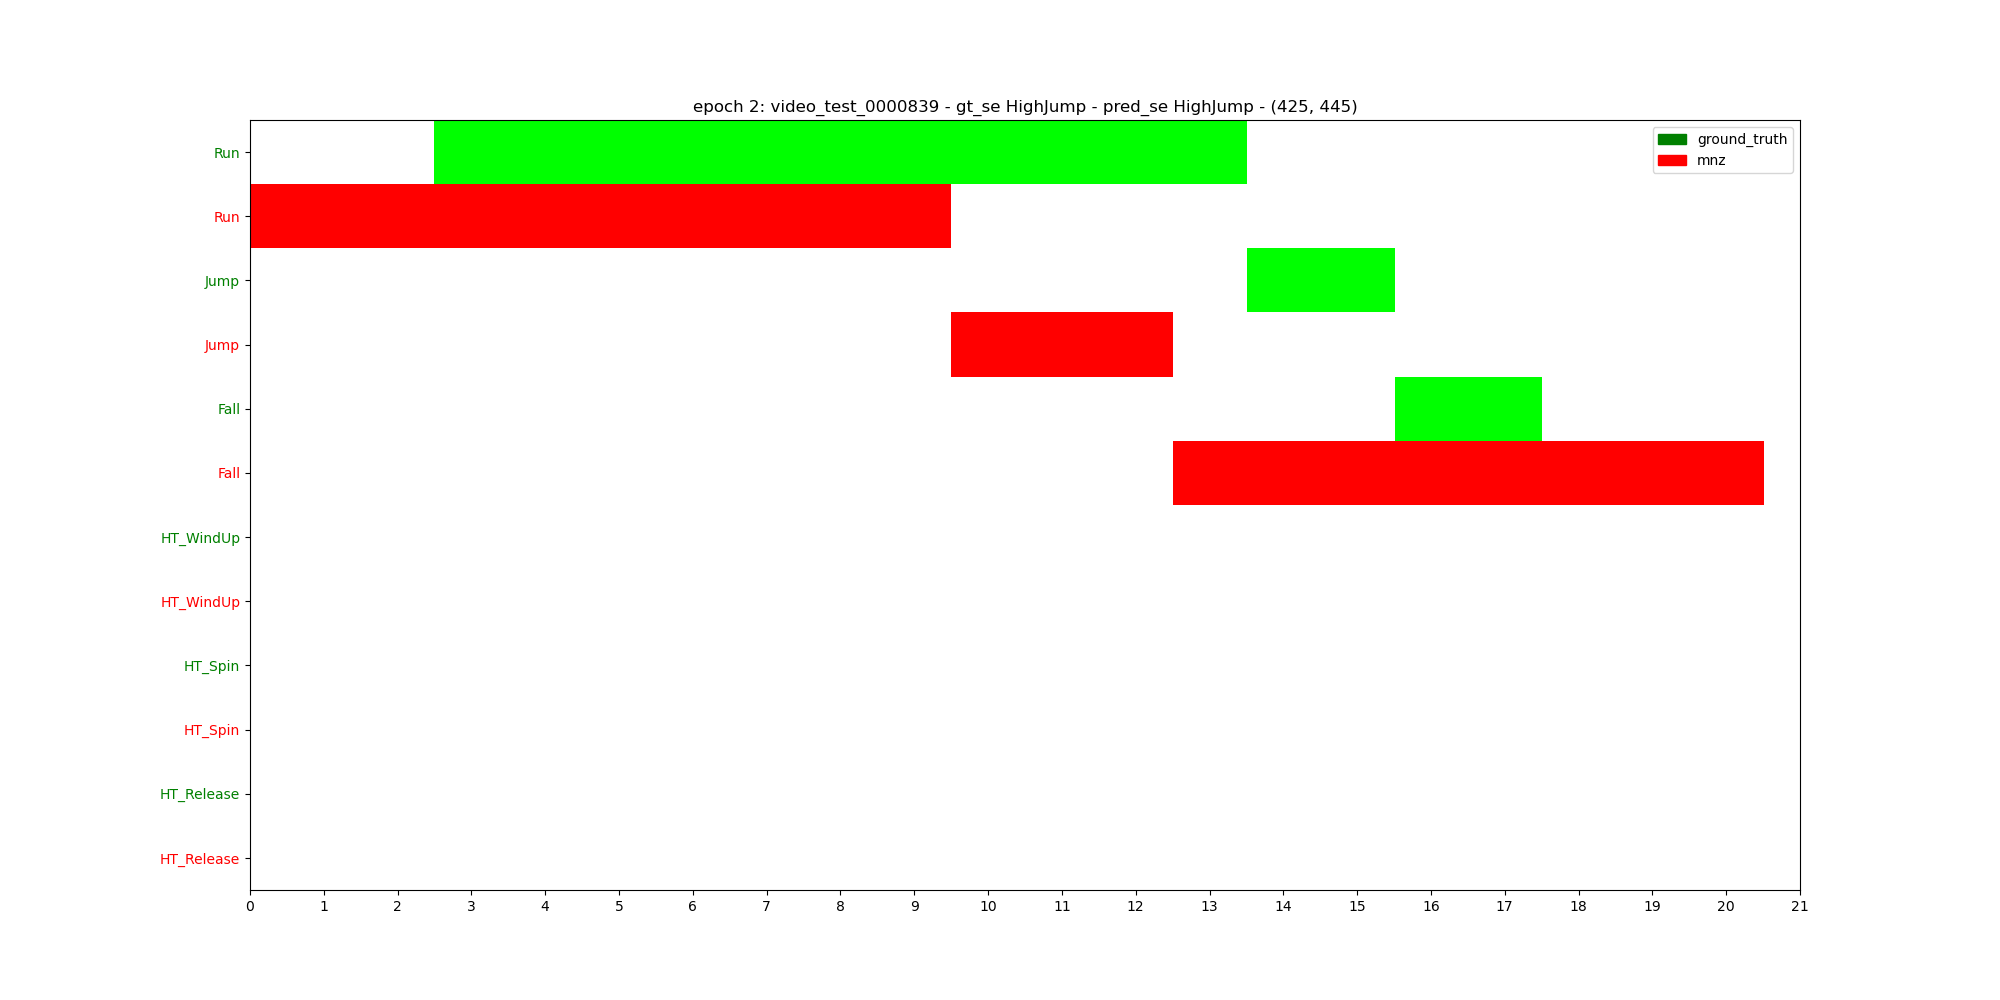 epoch 2: video_test_0000839 - gt_se HighJump - pred_se HighJump - (425, 445)
ground_truth
mnz
Run
Run
Jump
Jump
Fall
Fall
HT_WindUp
HT_WindUp
HT_Spin
HT_Spin
HT_Release
HT_Release
0 1 2 3 4 5 6 7 8 9 10 11 12 13 14 15 16 17 18 19 20 21